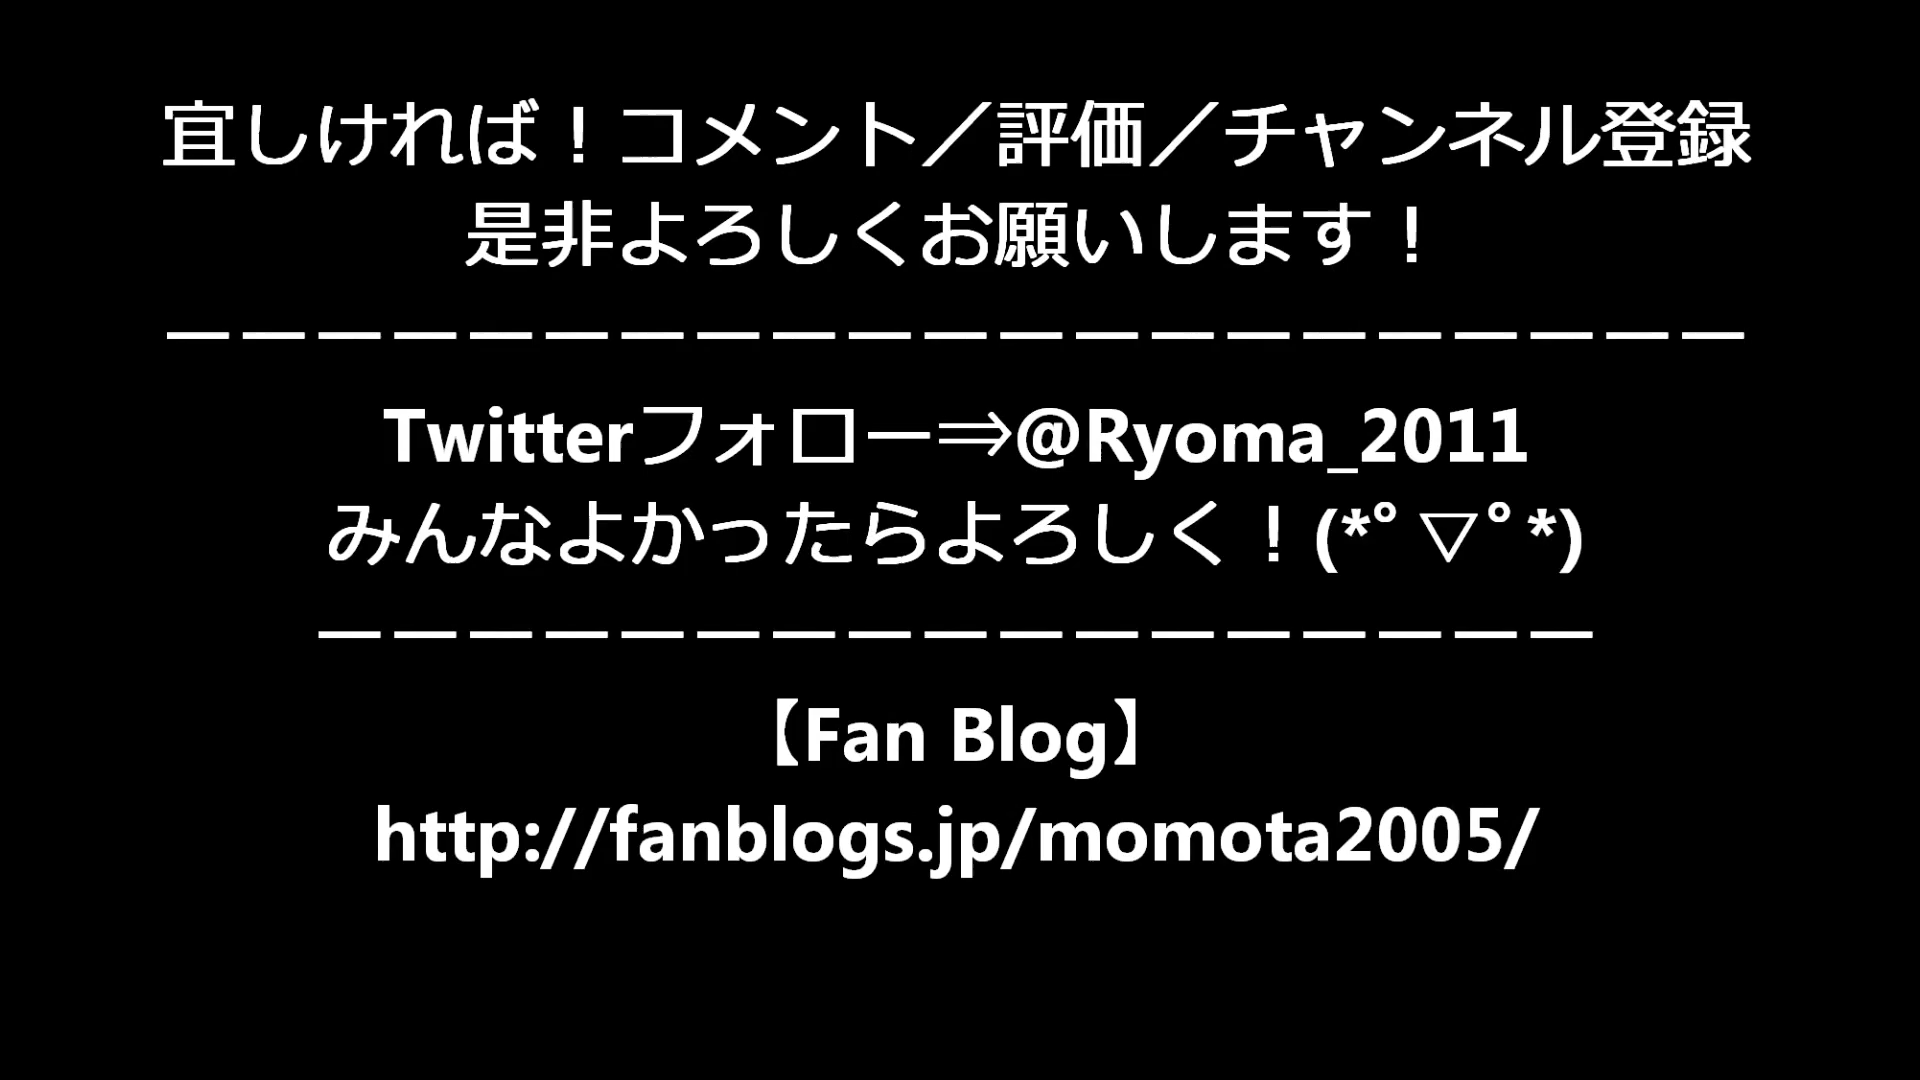 宜しければ！コメント／評価／チャンネル登録
是非よろしくお願いします！
ーーーーーーーーーーーーーーーーーーーーー
Twitterフォロー⇒@Ryoma_2011
みんなよかったらよろしく！(*ﾟ▽ﾟ*)
ーーーーーーーーーーーーーーーーー
【Fan Blog】
http://fanblogs.jp/momota2005/